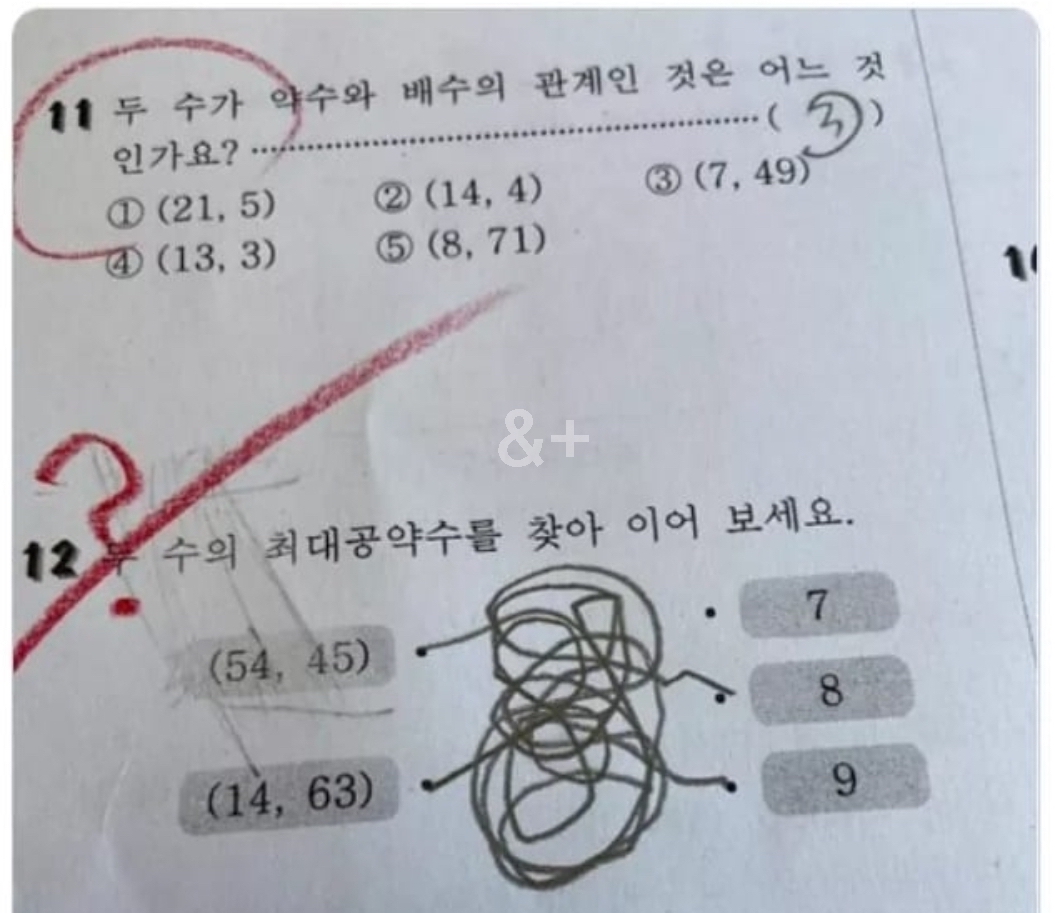 11 두 수가 약수와 배수의 관계인 것은 어느 것
인가요? ⋯⋯⋯⋯⋯⋯⋯⋯⋯⋯⋯⋯⋯⋯( ③ )
① (21, 5) ② (14, 4) ③ (7, 49)
④ (13, 3) ⑤ (8, 71)
1
&+
?
12 두 수의 최대공약수를 찾아 이어 보세요.
7
(54, 45)
8
(14, 63)
9